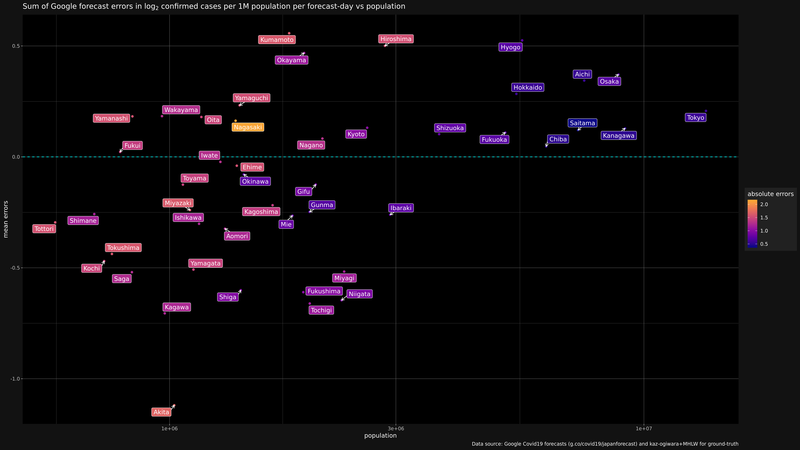 Sum of Google forecast errors in log2 confirmed cases per 1M population per forecast-day vs population
Kumamoto
Hiroshima
Hyogo
Okayama
Aichi
Osaka
Hokkaido
Yamaguchi
Wakayama
Yamanashi
Oita
Nagasaki
Tokyo
Saitama
Shizuoka
Kyoto
Kanagawa
Fukuoka
Chiba
Fukui
Nagano
Iwate
Ehime
Toyama
Okinawa
Gifu
Miyazaki
Gunma
Ibaraki
Kagoshima
Ishikawa
Shimane
Mie
Tottori
Aomori
Tokushima
Yamagata
Kochi
Saga
Miyagi
Fukushima
Niigata
Shiga
Kagawa
Tochigi
Akita
0.5
0.0
-0.5
-1.0
mean errors
1e+06
3e+06
1e+07
population
absolute errors
2.0
1.5
1.0
0.5
Data source: Google Covid19 forecasts (g.co/covid19/japanforecast) and kaz-ogiwara+MHLW for ground-truth